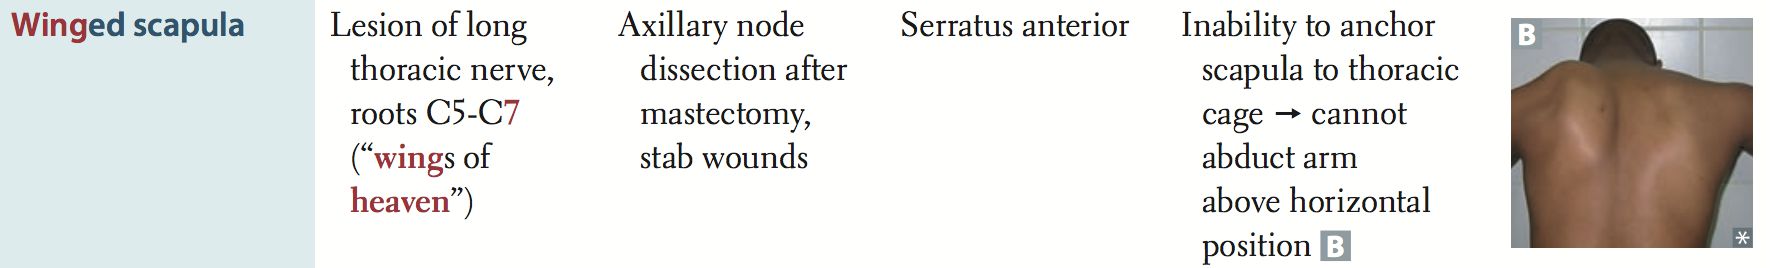 Winged scapula
Lesion of long
thoracic nerve,
roots C5-C7
(“wings of
heaven”)
Axillary node
dissection after
mastectomy,
stab wounds
Serratus anterior
Inability to anchor
scapula to thoracic
cage → cannot
abduct arm
above horizontal
position B
B
*